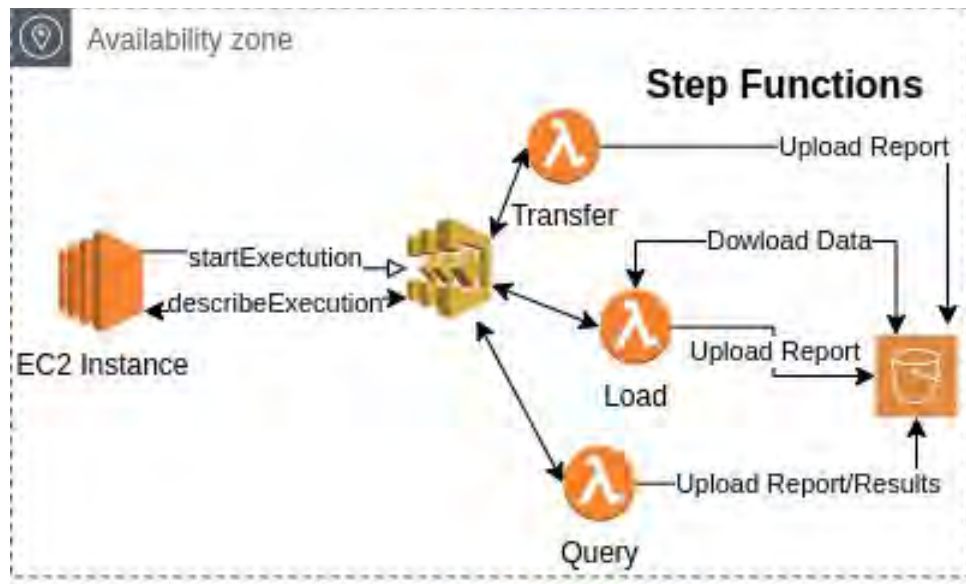 Availability zone
Step Functions
Upload Report
Transfer
Dowload Data
startExectution
describeExecution
EC2 Instance
Upload Report
Load
Upload Report/Results
Query